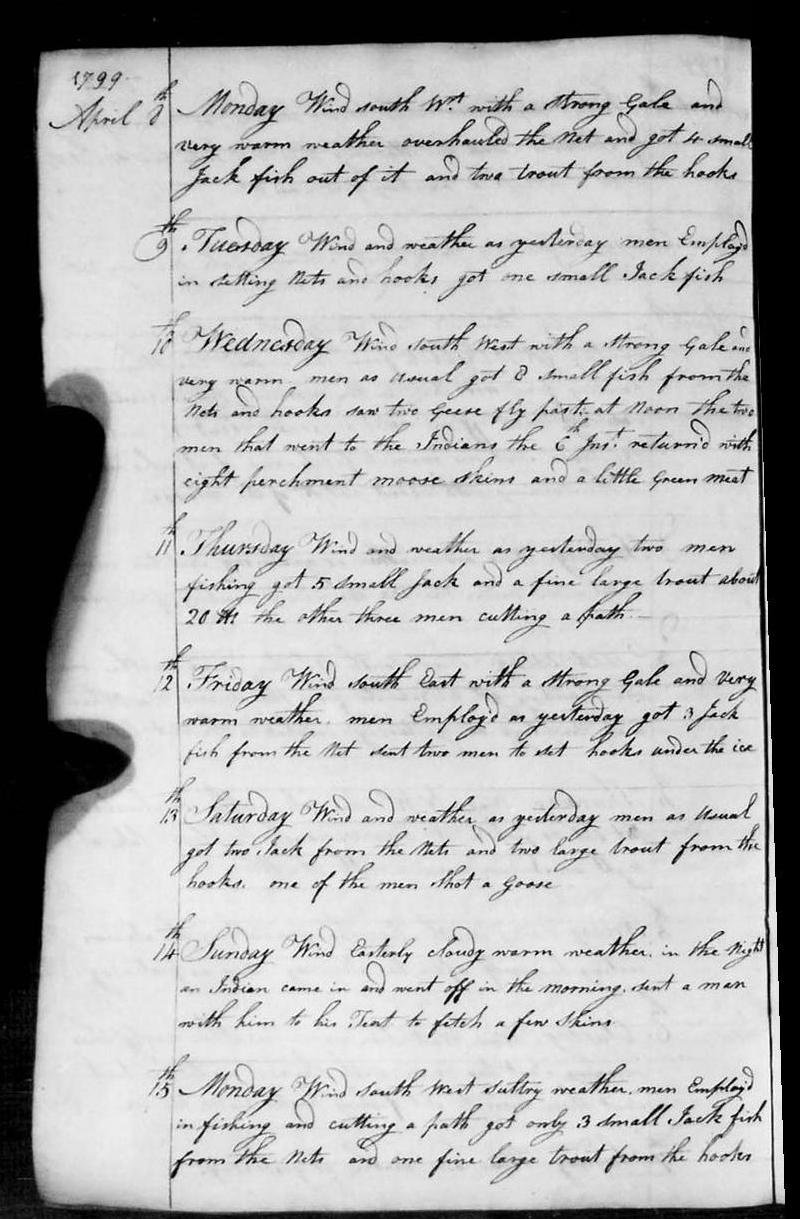 1799
April 8th Monday Wind south Wst with a strong Gale and
very warm weather overhauled the Net and got 4 small
Jack fish out of it and two trout from the hooks
9th Tuesday Wind and weather as yesterday men Employd
in setting Nets and hooks got one small Jack fish
10th Wednesday Wind south West with a strong Gale and
very warm men as usual got 8 small fish from the
Nets and hooks saw two Geese fly past. at Noon the two
men that went to the Indians the 6th Inst return'd with
eight perchment moose skins and a little Green meat
11th Thursday Wind and weather as yesterday two men
fishing got 5 small Jack and a fine large trout about
20 lbs the other three men cutting a path.
12th Friday Wind south East with a strong Gale and very
warm weather. men Employ'd as yesterday got 3 Jack
fish from the Net sent two men to set hooks under the ice
13th Saturday Wind and weather as yesterday men as usual
got two Jack from the Nets and two large trout from the
hooks. one of the men shot a Goose
14th Sunday Wind Easterly cloudy warm weather. in the Night
an Indian came in and went off in the morning. sent a man
with him to his Tent to fetch a few skins
15th Monday Wind south West sultry weather. men Employd
in fishing and cutting a path got only 3 small Jack fish
from the Nets and one fine large trout from the hooks